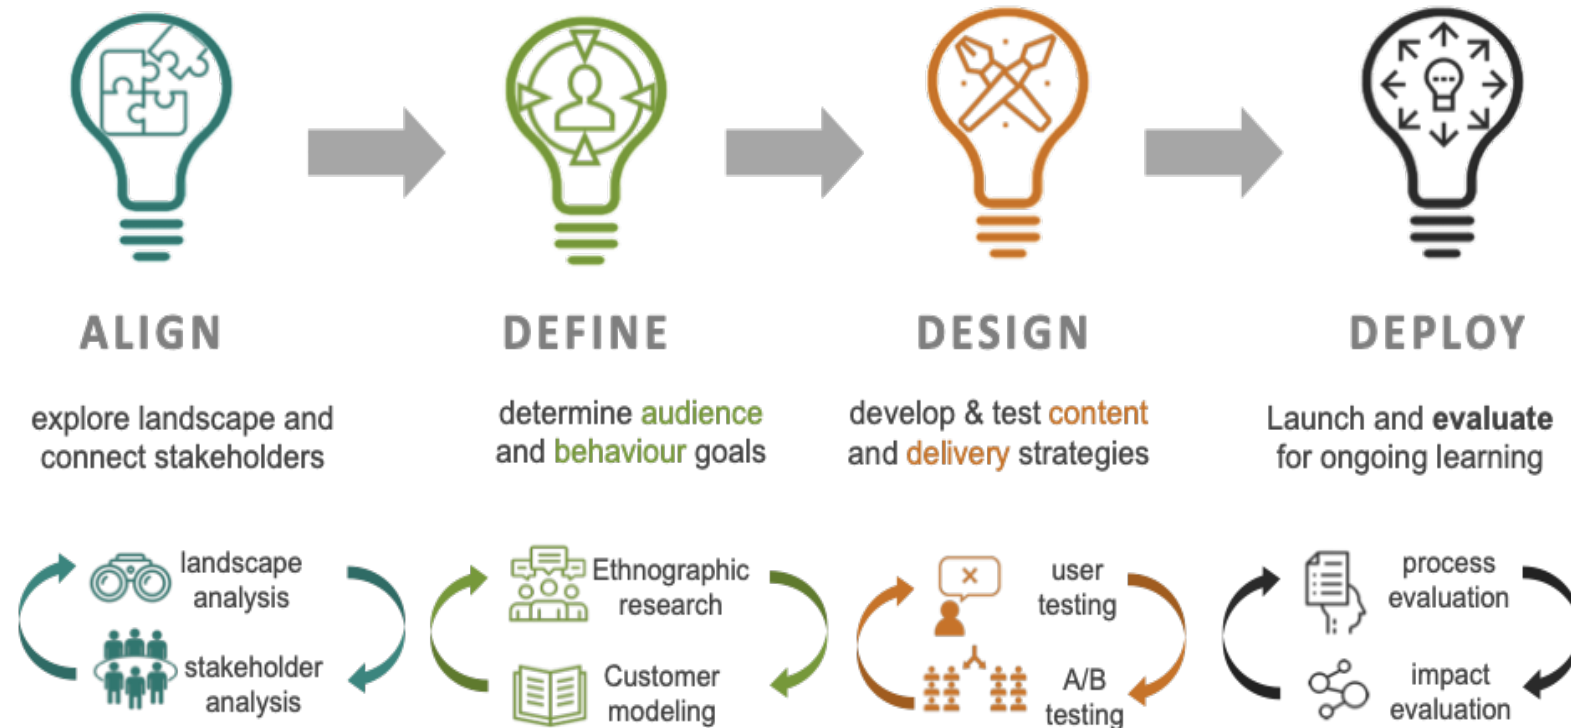 ALIGN
explore landscape and
connect stakeholders
landscape
analysis
stakeholder
analysis
DEFINE
determine audience
and behaviour goals
Ethnographic
research
Customer
modeling
DESIGN
develop & test content
and delivery strategies
user
testing
A/B
testing
DEPLOY
Launch and evaluate
for ongoing learning
process
evaluation
impact
evaluation